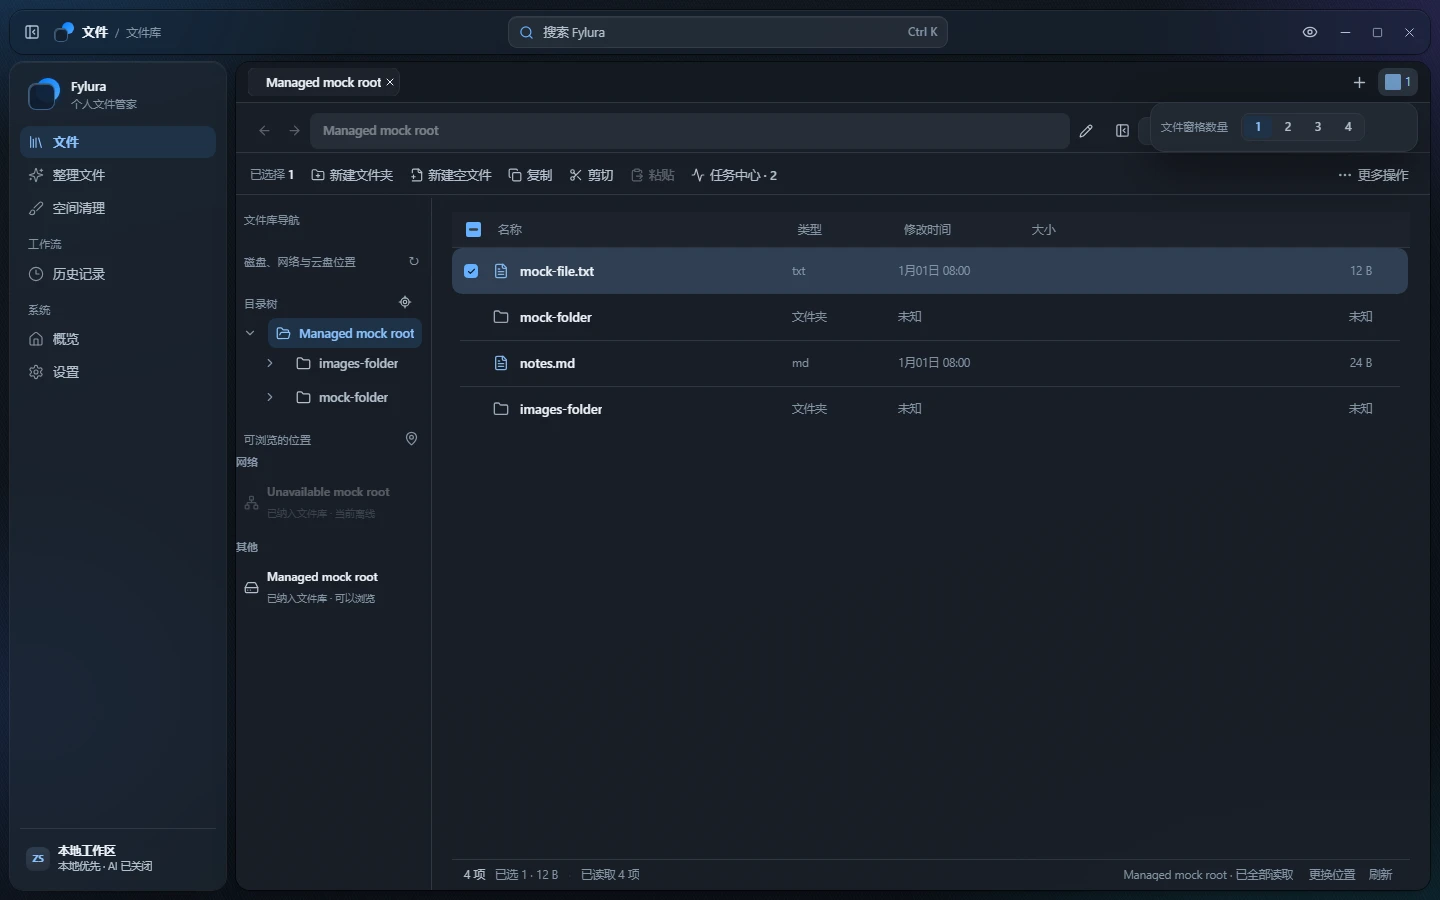 文件 / 文件库
搜索 Fylura Ctrl K
Fylura
个人文件管家
文件
整理文件
空间清理
工作流
历史记录
系统
概览
设置
ZS
本地工作区
本地优先 · AI 已关闭
Managed mock root
1
Managed mock root
文件窗格数量 1 2 3 4
已选择 1 新建文件夹 新建空文件 复制 剪切 粘贴 任务中心 · 2 更多操作
文件库导航
磁盘、网络与云盘位置
目录树
Managed mock root
images-folder
mock-folder
可浏览的位置
网络
Unavailable mock root
已纳入文件库 · 当前离线
其他
Managed mock root
已纳入文件库 · 可以浏览
名称 类型 修改时间 大小
mock-file.txt txt 1月01日 08:00 12 B
mock-folder 文件夹 未知 未知
notes.md md 1月01日 08:00 24 B
images-folder 文件夹 未知 未知
4 项 已选 1 · 12 B · 已读取 4 项
Managed mock root · 已全部读取 更换位置 刷新